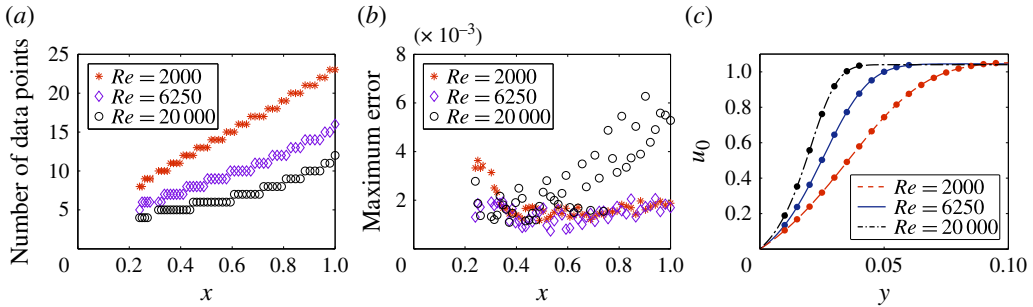 (a)
Number of data points
25
20
15
10
5
0
0.2 0.4 0.6 0.8 1.0
x
Re = 2000
Re = 6250
Re = 20 000
(b)
(× 10⁻³)
Maximum error
8
6
4
2
0
0.2 0.4 0.6 0.8 1.0
x
Re = 2000
Re = 6250
Re = 20 000
(c)
u₀
1.0
0.8
0.6
0.4
0.2
0
0.05 0.10
y
Re = 2000
Re = 6250
Re = 20 000